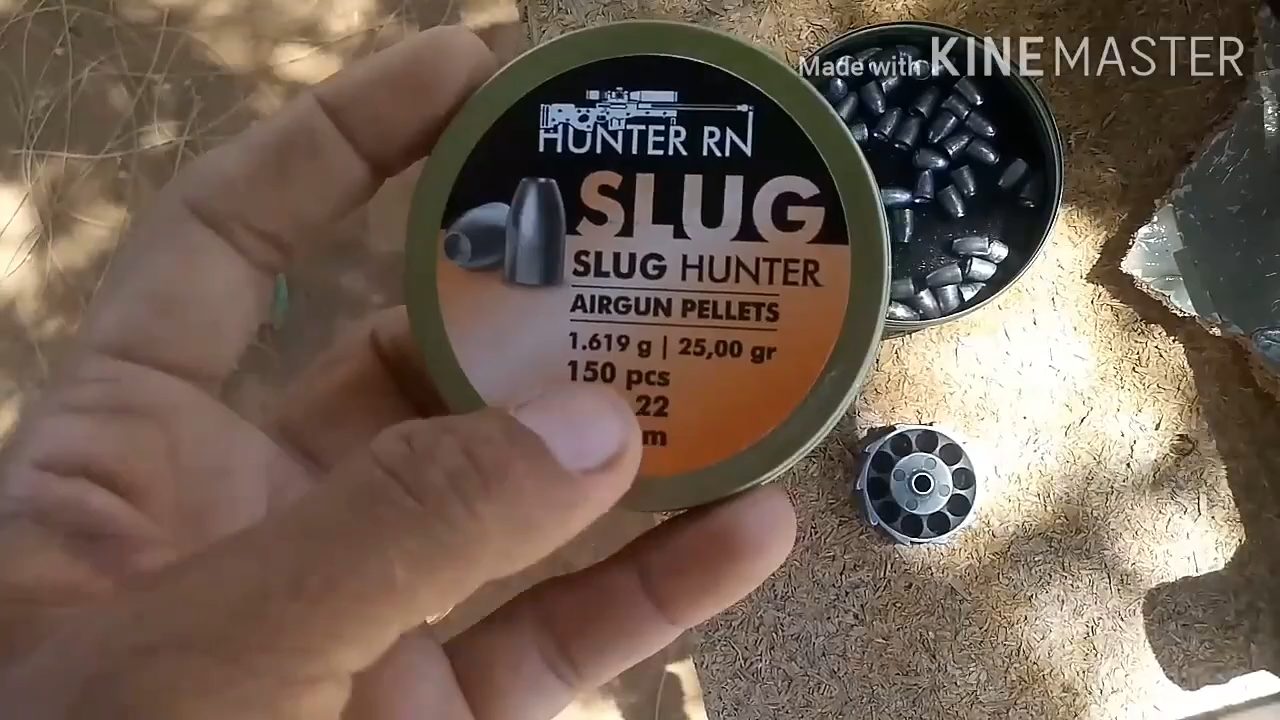 Made with KINEMASTER
HUNTER RN
SLUG
SLUG HUNTER
AIRGUN PELLETS
1.619 g | 25,00 gr
150 pcs
.22